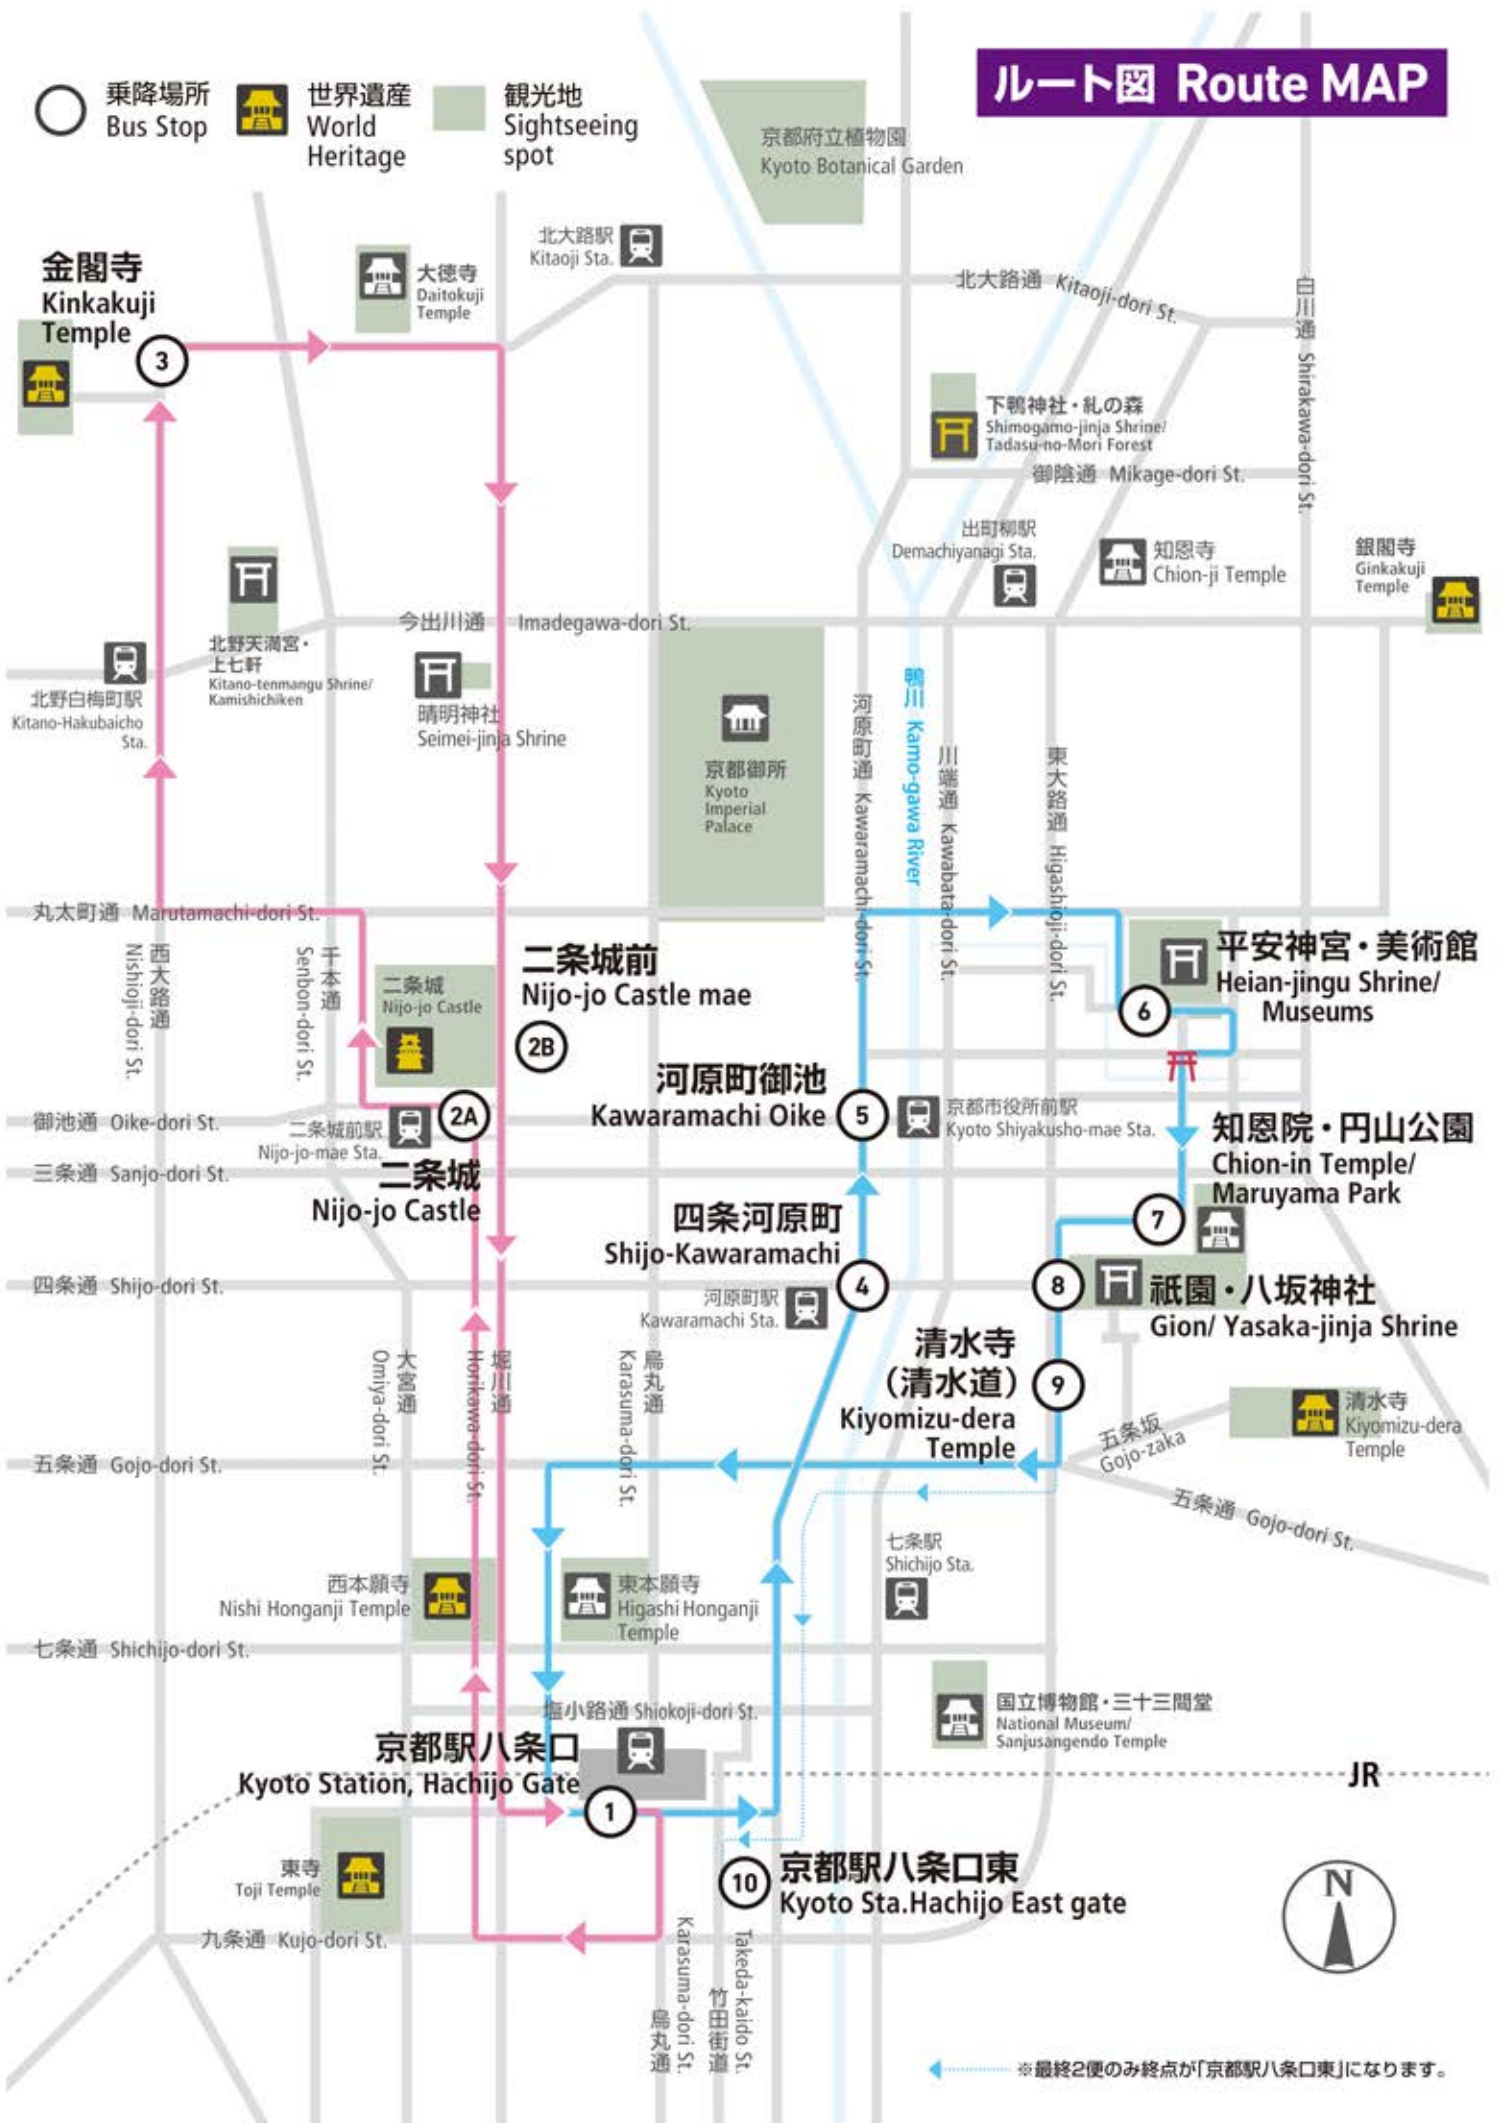 ルート図 Route MAP
乗降場所
Bus Stop
世界遺産
World
Heritage
観光地
Sightseeing
spot
京都府立植物園
Kyoto Botanical Garden
北大路駅
Kitaoji Sta.
金閣寺
Kinkakuji
Temple
3
大徳寺
Daitokuji
Temple
北大路通 Kitaoji-dori St.
白川通 Shirakawa-dori St.
下鴨神社・糺の森
Shimogamo-jinja Shrine/
Tadasu-no-Mori Forest
御陰通 Mikage-dori St.
出町柳駅
Demachiyanagi Sta.
知恩寺
Chion-ji Temple
銀閣寺
Ginkakuji
Temple
今出川通 Imadegawa-dori St.
北野天満宮・
上七軒
Kitano-tenmangu Shrine/
Kamishichiken
北野白梅町駅
Kitano-Hakubaicho
Sta.
晴明神社
Seimei-jinja Shrine
京都御所
Kyoto
Imperial
Palace
河原町通 Kawaramachi-dori St.
鴨川 Kamo-gawa River
川端通 Kawabata-dori St.
東大路通 Higashioji-dori St.
丸太町通 Marutamachi-dori St.
西大路通
Nishioji-dori St.
千本通
Senbon-dori St.
二条城
Nijo-jo Castle
二条城前
Nijo-jo Castle mae
2B
平安神宮・美術館
Heian-jingu Shrine/
Museums
6
河原町御池
Kawaramachi Oike
5
京都市役所前駅
Kyoto Shiyakusho-mae Sta.
御池通 Oike-dori St.
二条城前駅
Nijo-jo-mae Sta.
2A
二条城
Nijo-jo Castle
三条通 Sanjo-dori St.
知恩院・円山公園
Chion-in Temple/
Maruyama Park
7
四条河原町
Shijo-Kawaramachi
4
四条通 Shijo-dori St.
河原町駅
Kawaramachi Sta.
8
祇園・八坂神社
Gion/ Yasaka-jinja Shrine
清水寺
（清水道）
Kiyomizu-dera
Temple
9
清水寺
Kiyomizu-dera
Temple
大宮通
Omiya-dori St.
堀川通
Horikawa-dori St.
烏丸通
Karasuma-dori St.
五条坂
Gojo-zaka
五条通 Gojo-dori St.
五条通 Gojo-dori St.
七条駅
Shichijo Sta.
西本願寺
Nishi Honganji Temple
東本願寺
Higashi Honganji
Temple
七条通 Shichijo-dori St.
塩小路通 Shiokoji-dori St.
国立博物館・三十三間堂
National Museum/
Sanjusangendo Temple
京都駅八条口
Kyoto Station, Hachijo Gate
1
JR
東寺
Toji Temple
10
京都駅八条口東
Kyoto Sta.Hachijo East gate
N
九条通 Kujo-dori St.
Karasuma-dori St.
烏丸通
Takeda-kaido St.
竹田街道
※最終2便のみ終点が「京都駅八条口東」になります。